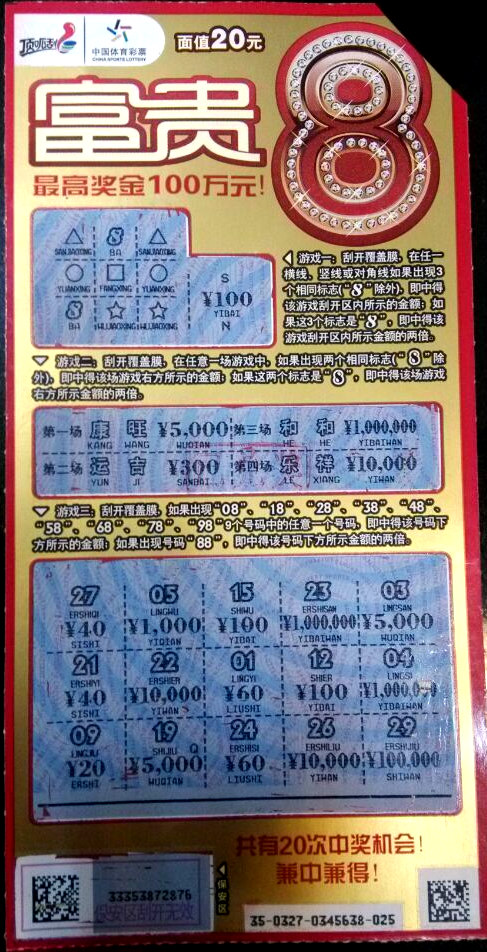 顶呱刮
中国体育彩票
CHINA SPORTS LOTTERY
面值20元
富贵
8
最高奖金100万元！
8
SANJIAOXING BA SANJIAOXING
YUANXING FANGXING YUANXING
8
BA WUJIAOXING WUJIAOXING
S
¥100
YIBAI
N
游戏一：刮开覆盖膜，在任一
横线、竖线或对角线如果出现3
个相同标志(“8”除外)，即中得
该游戏刮开区内所示的金额；如
果这3个标志是“8”，即中得该
游戏刮开区内所示金额的两倍。
游戏二：刮开覆盖膜，在任意一场游戏中，如果出现两个相同标志(“8”除
外)，即中得该场游戏右方所示的金额；如果这两个标志是“8”，即中得该场游戏
右方所示金额的两倍。
第一场 康 旺 ¥5,000 第三场 和 和 ¥1,000,000
KANG WANG WUQIAN HE HE YIBAIWAN
第二场 运 吉 ¥300 第四场 乐 祥 ¥10,000
YUN JI SANBAI LE XIANG YIWAN
游戏三：刮开覆盖膜，如果出现“08”、“18”、“28”、“38”、“48”、
“58”、“68”、“78”、“98”9个号码中的任意一个号码，即中得该号码下
方所示的金额；如果出现号码“88”，即中得该号码下方所示金额的两倍。
27 05 15 23 03
ERSHIQI LINGWU SHIWU ERSHISAN LINGSAN
¥40 ¥1,000 ¥100 ¥1,000,000 ¥5,000
SISHI YIQIAN YIBAI YIBAIWAN WUQIAN
21 22 01 12 04
ERSHIYI ERSHIER LINGYI SHIER LINGSI
¥40 ¥10,000 ¥60 ¥100 ¥1,000,000
SISHI YIWAN LIUSHI YIBAI YIBAIWAN
09 19 24 26 29
LINGJIU SHIJIU Q ERSHISI ERSHILIU ERSHIJIU
¥20 ¥5,000 ¥60 ¥10,000 ¥100,000
ERSHI WUQIAN LIUSHI YIWAN SHIWAN
共有20次中奖机会！
兼中兼得！
33353872876
保安区刮开无效
保安区
35-0327-0345638-025